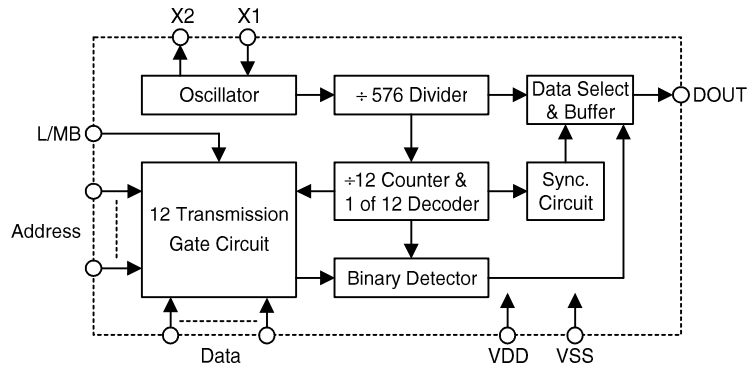 X2
X1
Oscillator
÷ 576 Divider
Data Select
& Buffer
DOUT
L/MB
÷12 Counter &
1 of 12 Decoder
Sync.
Circuit
12 Transmission
Gate Circuit
Address
Binary Detector
Data
VDD
VSS